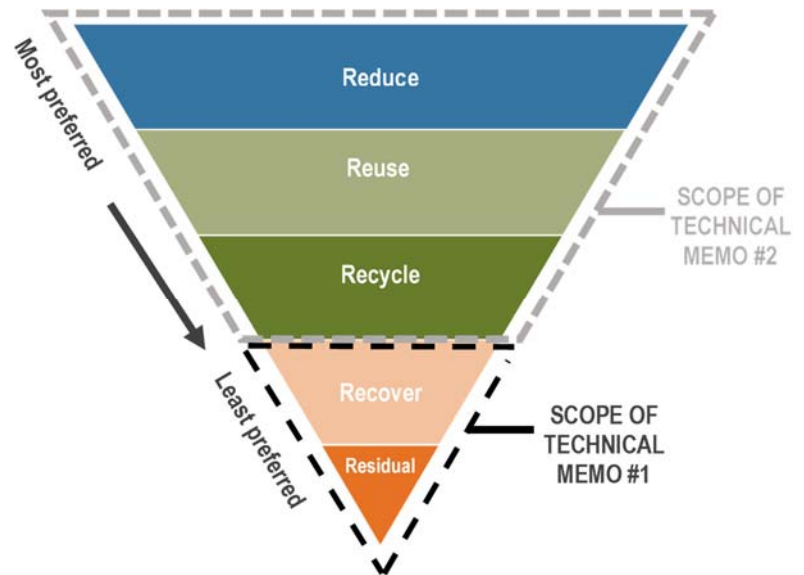 Most preferred
Least preferred
Reduce
Reuse
Recycle
Recover
Residual
SCOPE OF
TECHNICAL
MEMO #2
SCOPE OF
TECHNICAL
MEMO #1